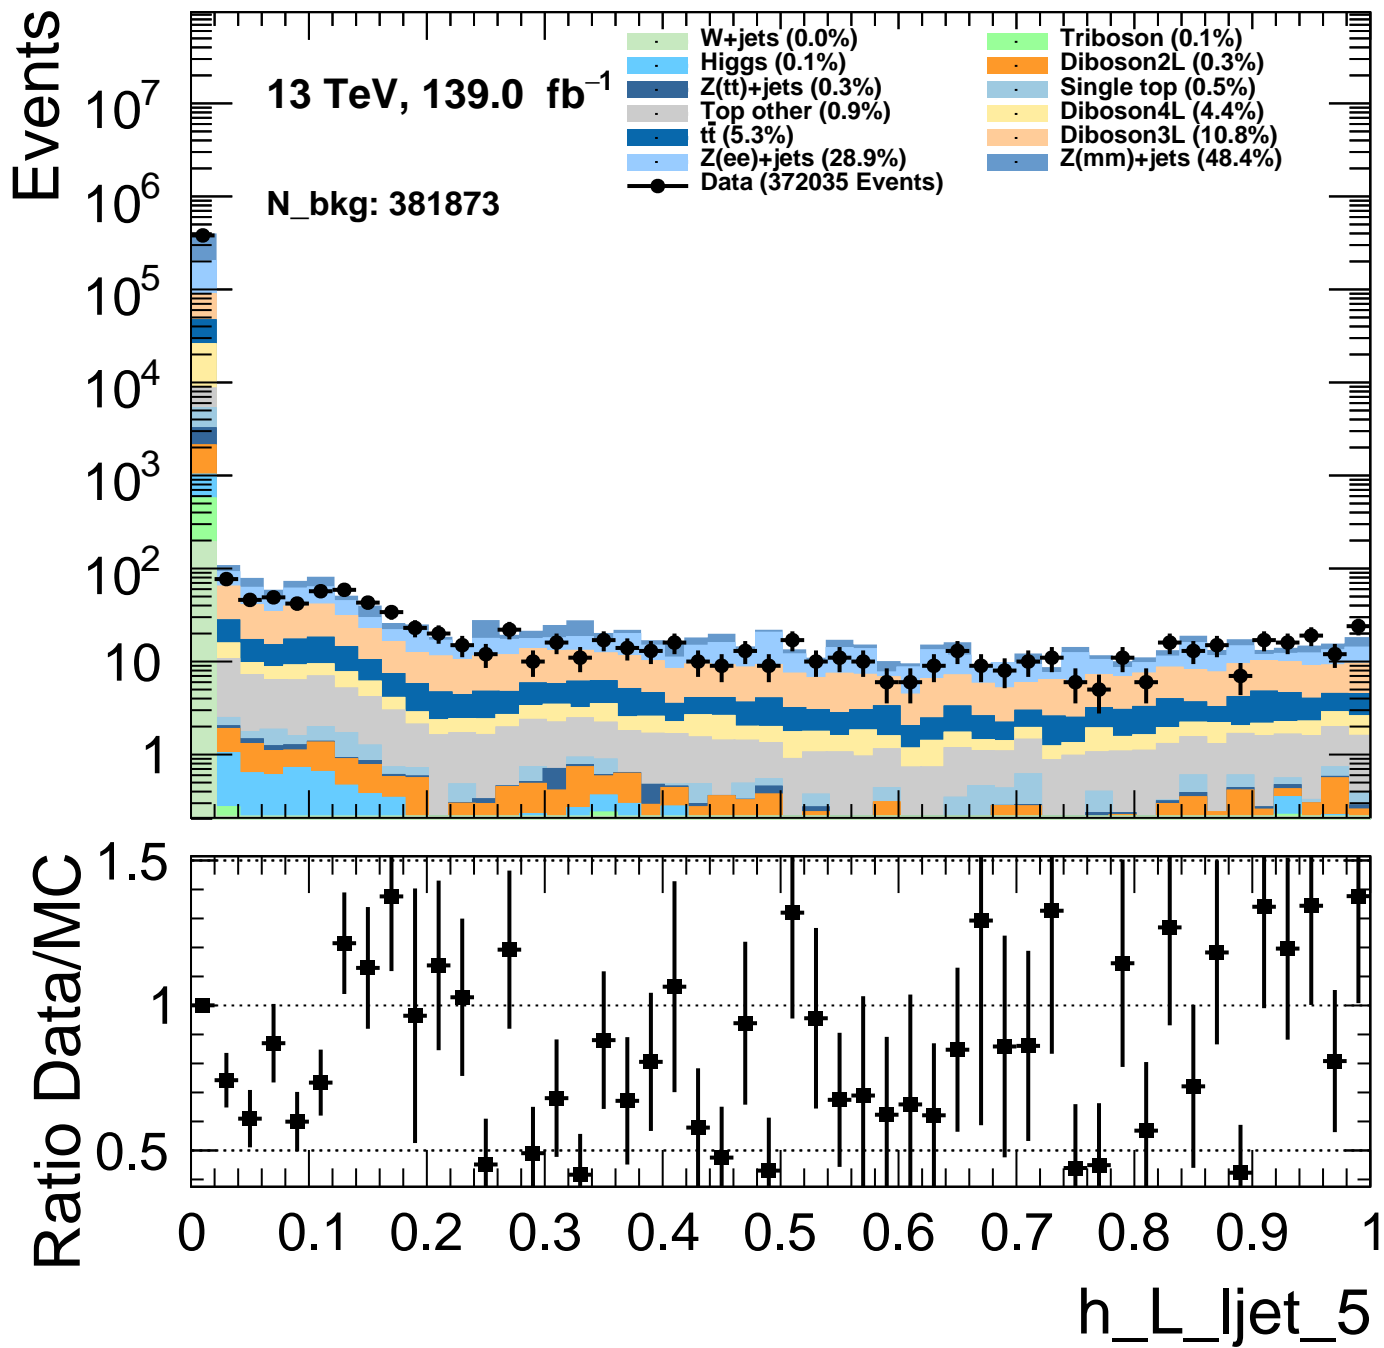 Events
13 TeV, 139.0 fb⁻¹
N_bkg: 381873
W+jets (0.0%)
Higgs (0.1%)
Z(tt)+jets (0.3%)
Top other (0.9%)
tt̄ (5.3%)
Z(ee)+jets (28.9%)
Data (372035 Events)
Triboson (0.1%)
Diboson2L (0.3%)
Single top (0.5%)
Diboson4L (4.4%)
Diboson3L (10.8%)
Z(mm)+jets (48.4%)
10⁷
10⁶
10⁵
10⁴
10³
10²
10
1
Ratio Data/MC
1.5
1
0.5
0 0.1 0.2 0.3 0.4 0.5 0.6 0.7 0.8 0.9 1
h_L_ljet_5